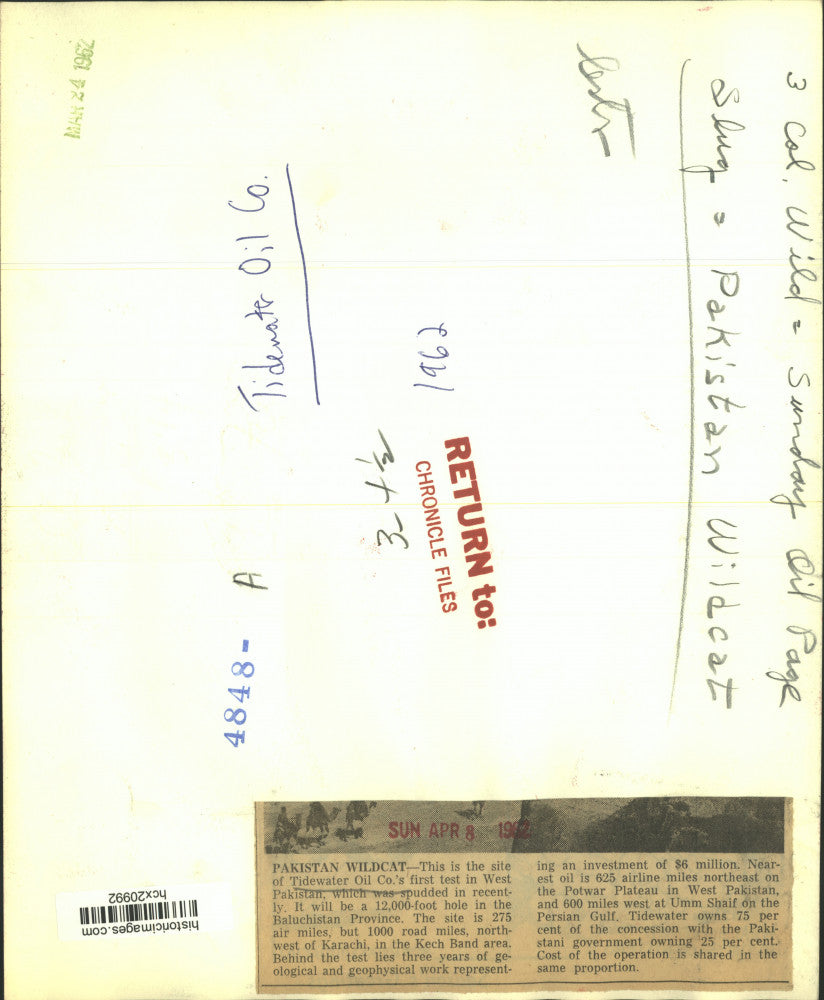 3 Col. Wild = Sunday Oil Page
Slug = Pakistan Wildcat
MAR 24 1962
Tidewater Oil Co.
1962
3-4½
RETURN to:
CHRONICLE FILES
A
4848-
SUN APR 8 1962
PAKISTAN WILDCAT—This is the site
of Tidewater Oil Co.'s first test in West
Pakistan, which was spudded in recent-
ly. It will be a 12,000-foot hole in the
Baluchistan Province. The site is 275
air miles, but 1000 road miles, north-
west of Karachi, in the Kech Band area.
Behind the test lies three years of ge-
ological and geophysical work represent-
ing an investment of $6 million. Near-
est oil is 625 airline miles northeast on
the Potwar Plateau in West Pakistan,
and 600 miles west at Umm Shaif on the
Persian Gulf. Tidewater owns 75 per
cent of the concession with the Paki-
stani government owning 25 per cent.
Cost of the operation is shared in the
same proportion.
historicimages.com
hcx20992